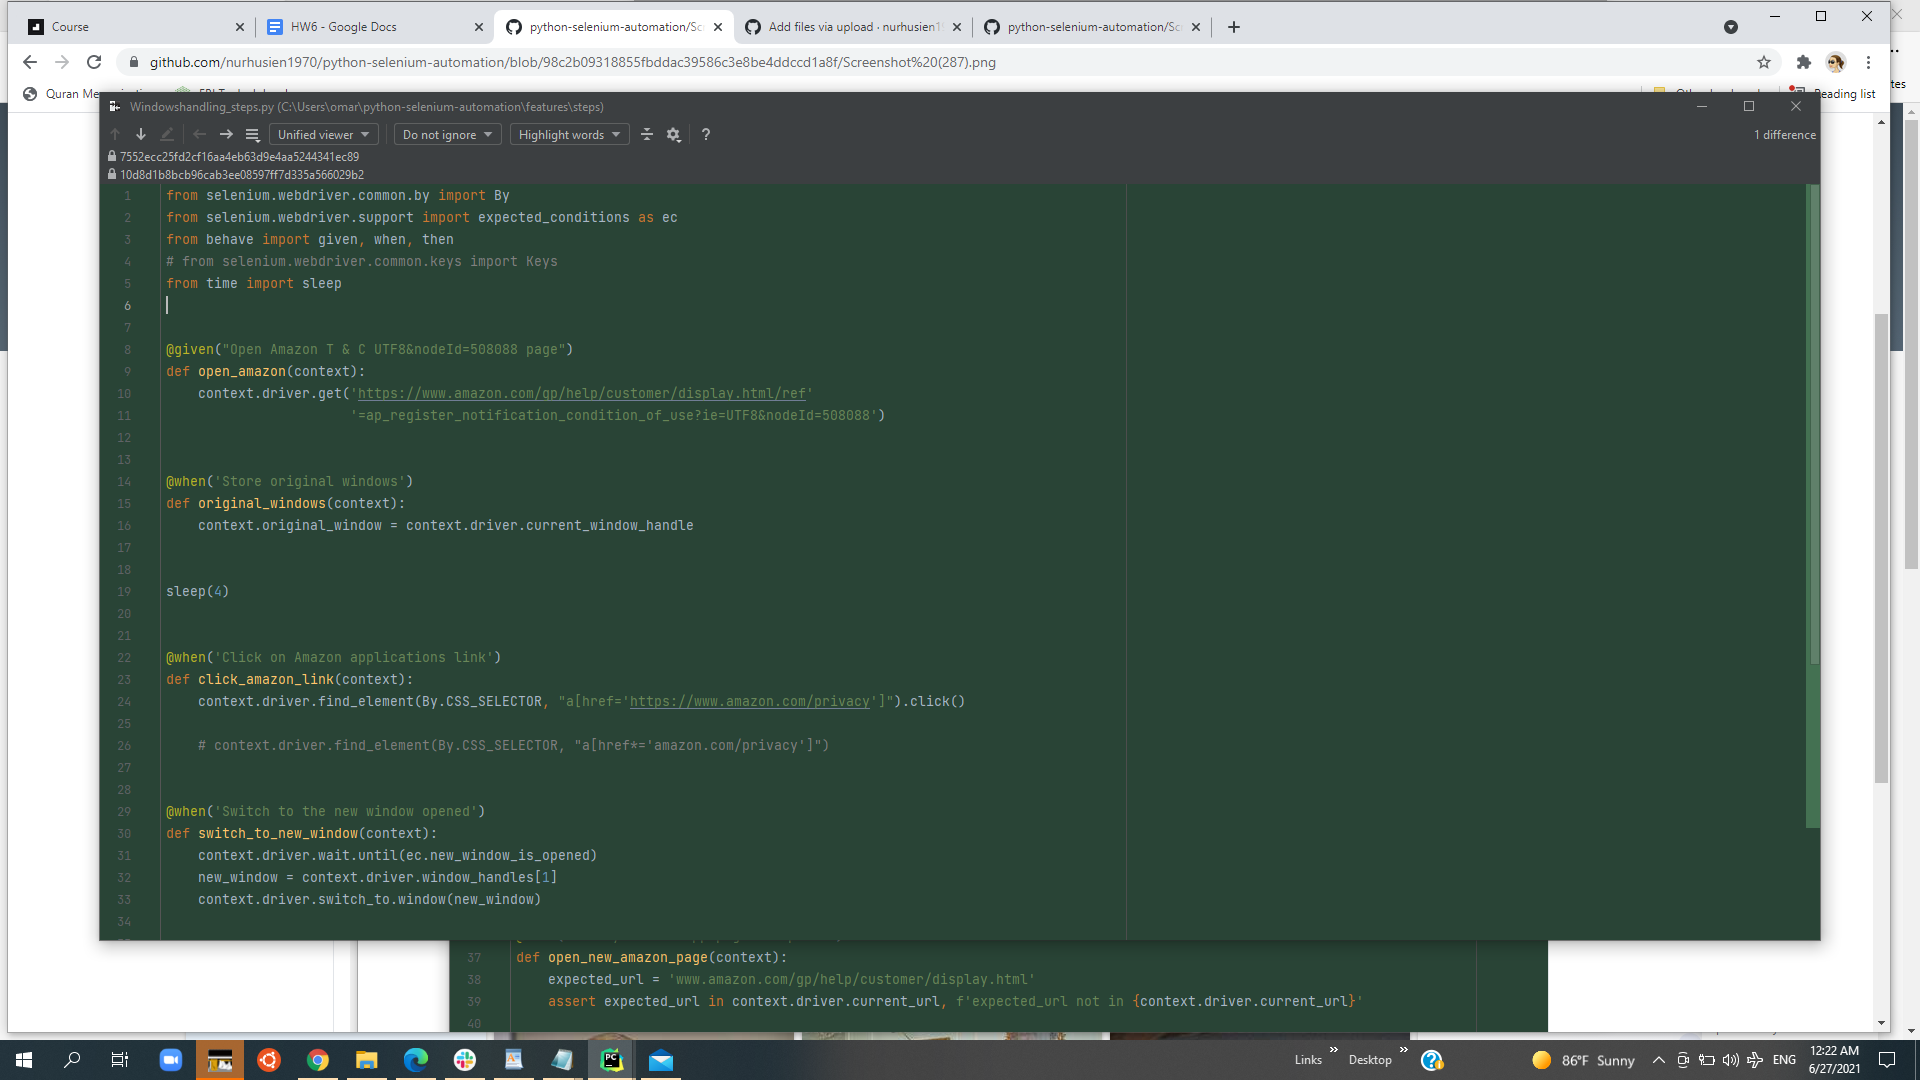 Course
HW6 - Google Docs
python-selenium-automation/Sc
Add files via upload · nurhusien1
python-selenium-automation/Sc
github.com/nurhusien1970/python-selenium-automation/blob/98c2b09318855fbddac39586c3e8be4ddccd1a8f/Screenshot%20(287).png
Quran Me
Reading list
tes
Windowshandling_steps.py (C:\Users\omar\python-selenium-automation\features\steps)
Unified viewer
Do not ignore
Highlight words
?
1 difference
7552ecc25fd2cf16aa4eb63d9e4aa5244341ec89
10d8d1b8bcb96cab3ee08597ff7d335a566029b2
1 from selenium.webdriver.common.by import By
2 from selenium.webdriver.support import expected_conditions as ec
3 from behave import given, when, then
4 # from selenium.webdriver.common.keys import Keys
5 from time import sleep
6
7
8 @given("Open Amazon T & C UTF8&nodeId=508088 page")
9 def open_amazon(context):
10 context.driver.get('https://www.amazon.com/gp/help/customer/display.html/ref'
11 '=ap_register_notification_condition_of_use?ie=UTF8&nodeId=508088')
12
13
14 @when('Store original windows')
15 def original_windows(context):
16 context.original_window = context.driver.current_window_handle
17
18
19 sleep(4)
20
21
22 @when('Click on Amazon applications link')
23 def click_amazon_link(context):
24 context.driver.find_element(By.CSS_SELECTOR, "a[href='https://www.amazon.com/privacy']").click()
25
26 # context.driver.find_element(By.CSS_SELECTOR, "a[href*='amazon.com/privacy']")
27
28
29 @when('Switch to the new window opened')
30 def switch_to_new_window(context):
31 context.driver.wait.until(ec.new_window_is_opened)
32 new_window = context.driver.window_handles[1]
33 context.driver.switch_to.window(new_window)
34
37 def open_new_amazon_page(context):
38 expected_url = 'www.amazon.com/gp/help/customer/display.html'
39 assert expected_url in context.driver.current_url, f'expected_url not in {context.driver.current_url}'
40
Links
Desktop
86°F Sunny
ENG
12:22 AM
6/27/2021